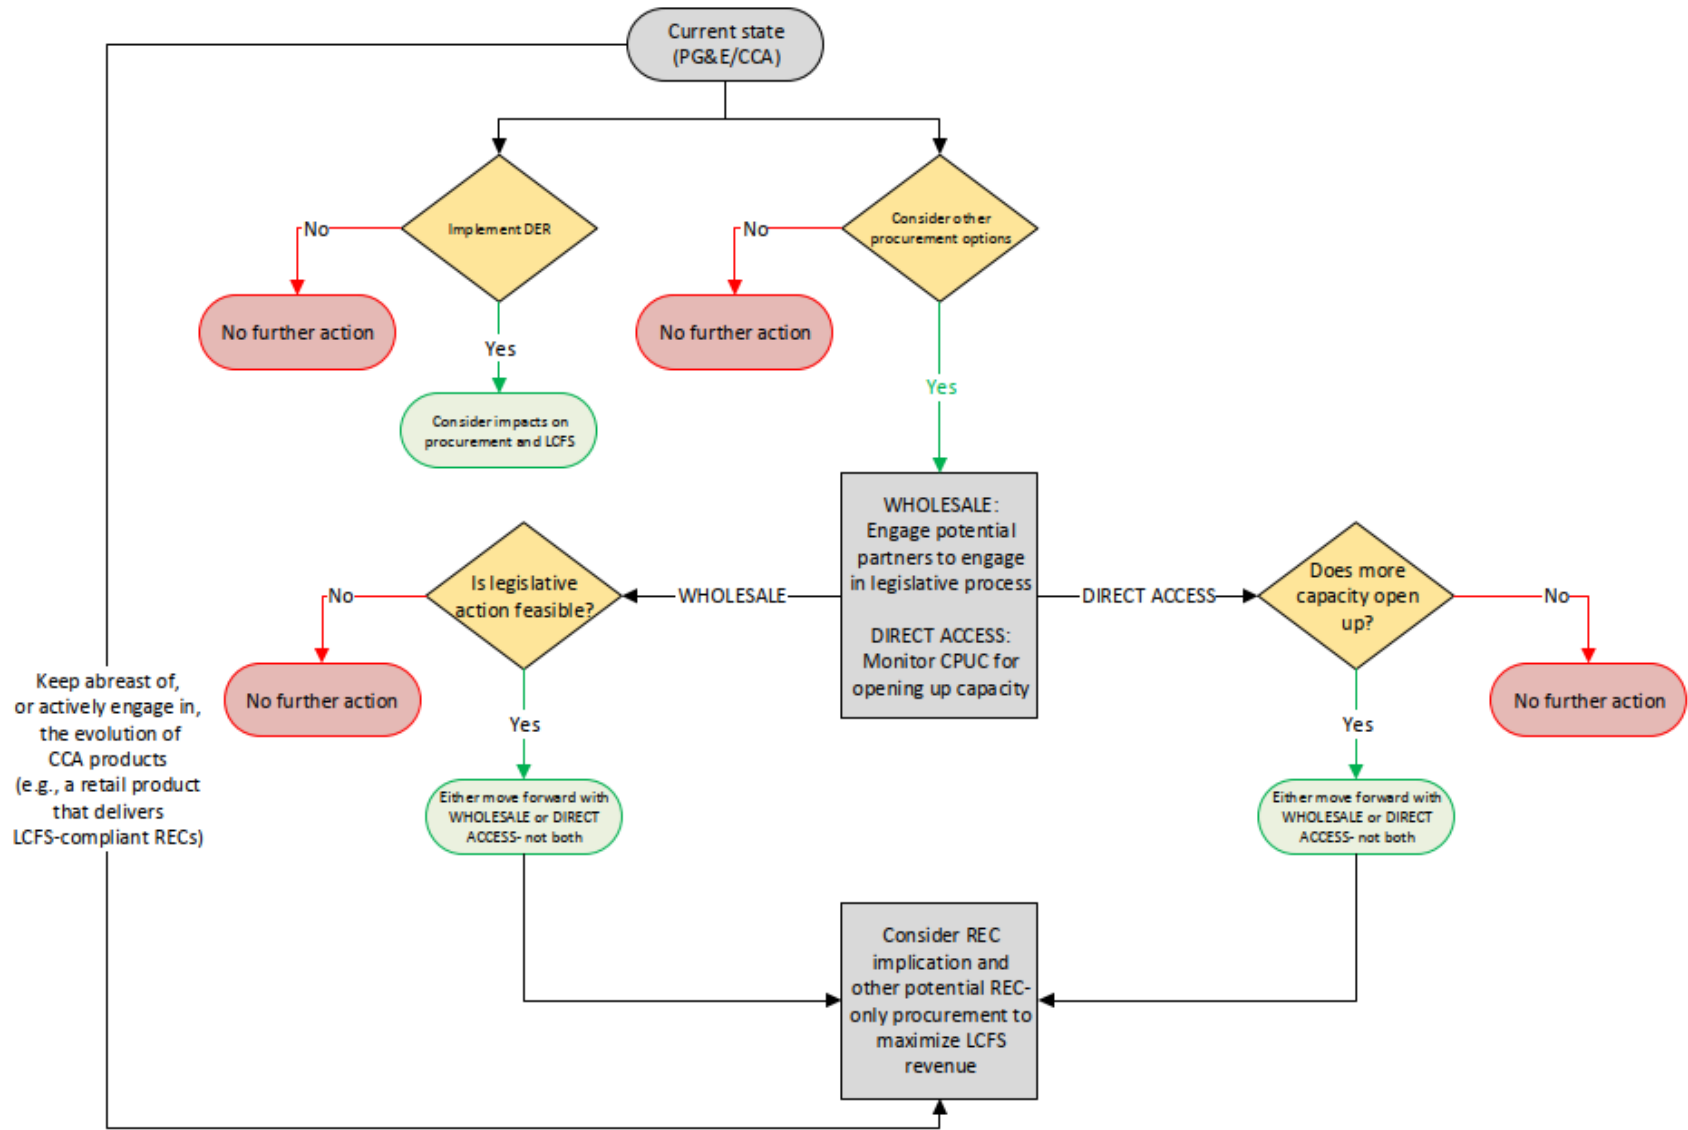 Current state
(PG&E/CCA)
Implement DER
Consider other
procurement options
No
No
No further action
No further action
Yes
Yes
Consider impacts on
procurement and LCFS
WHOLESALE:
Engage potential
partners to engage
in legislative process
DIRECT ACCESS:
Monitor CPUC for
opening up capacity
WHOLESALE
DIRECT ACCESS
Is legislative
action feasible?
Does more
capacity open
up?
No
No
No further action
No further action
Yes
Yes
Keep abreast of,
or actively engage in,
the evolution of
CCA products
(e.g., a retail product
that delivers
LCFS-compliant RECs)
Either move forward with
WHOLESALE or DIRECT
ACCESS- not both
Either move forward with
WHOLESALE or DIRECT
ACCESS- not both
Consider REC
implication and
other potential REC-
only procurement to
maximize LCFS
revenue